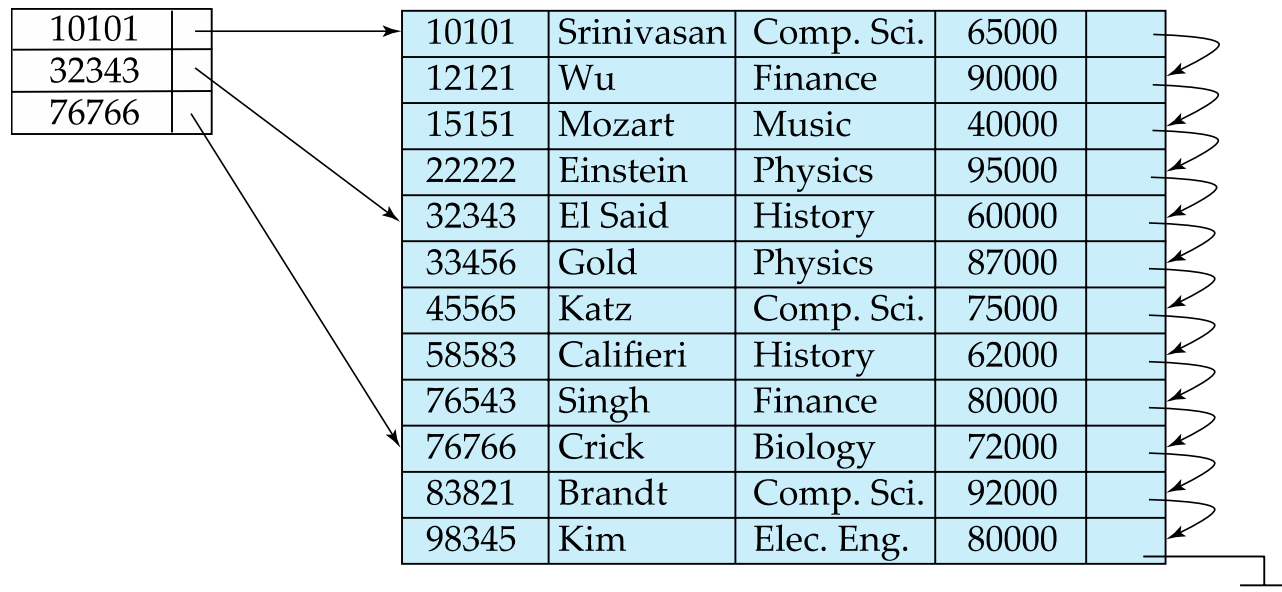 10101
32343
76766
10101 Srinivasan Comp. Sci. 65000
12121 Wu Finance 90000
15151 Mozart Music 40000
22222 Einstein Physics 95000
32343 El Said History 60000
33456 Gold Physics 87000
45565 Katz Comp. Sci. 75000
58583 Califieri History 62000
76543 Singh Finance 80000
76766 Crick Biology 72000
83821 Brandt Comp. Sci. 92000
98345 Kim Elec. Eng. 80000